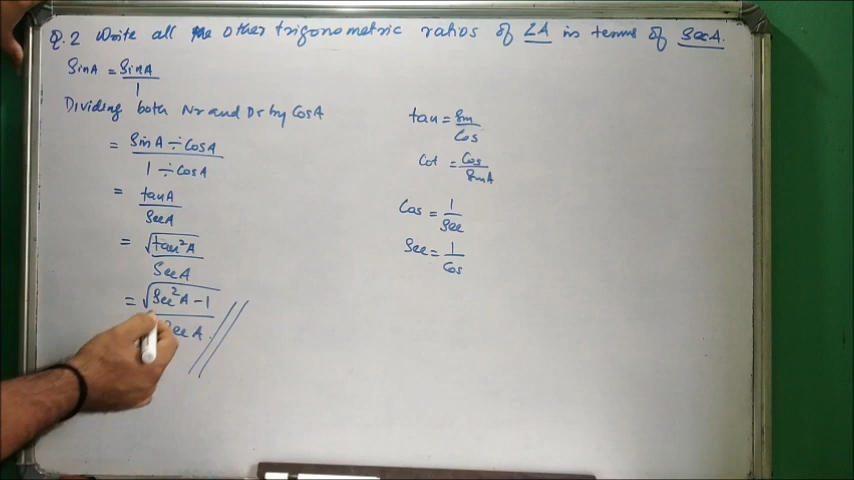 Q.2 Write all the other trigonometric ratios of ∠A in terms of SecA.
SinA = SinA / 1
Dividing both Nr and Dr by CosA
= SinA ÷ CosA / 1 ÷ CosA
= tanA / SecA
= √tan²A / SecA
= √Sec²A - 1 / SecA.
tan = Sin / Cos
Cot = Cos / SinA
Cos = 1 / Sec
Sec = 1 / Cos